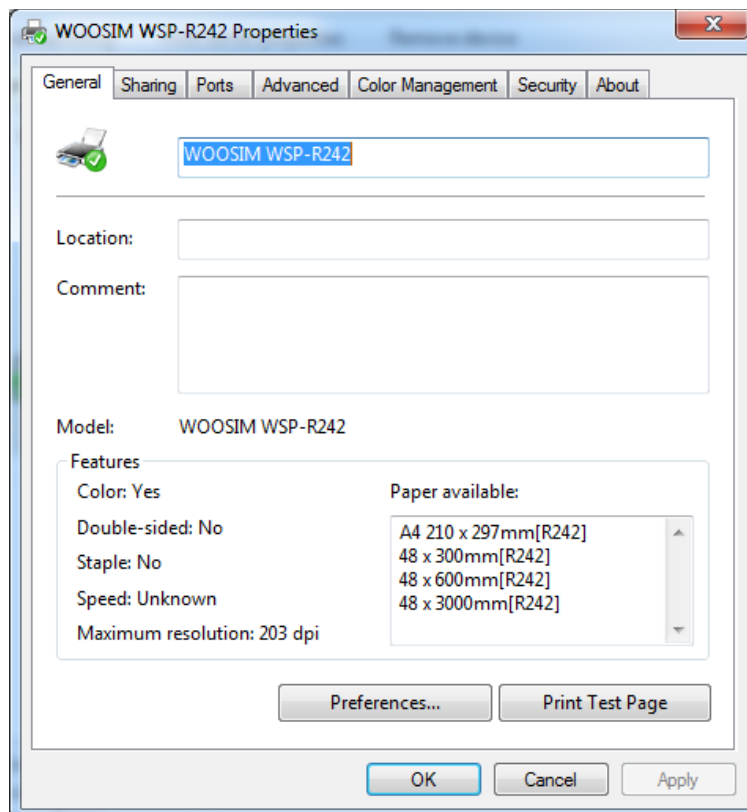 WOOSIM WSP-R242 Properties
X
General Sharing Ports Advanced Color Management Security About
WOOSIM WSP-R242
Location:
Comment:
Model: WOOSIM WSP-R242
Features
Color: Yes Paper available:
Double-sided: No A4 210 x 297mm[R242]
48 x 300mm[R242]
Staple: No 48 x 600mm[R242]
Speed: Unknown 48 x 3000mm[R242]
Maximum resolution: 203 dpi
Preferences... Print Test Page
OK Cancel Apply